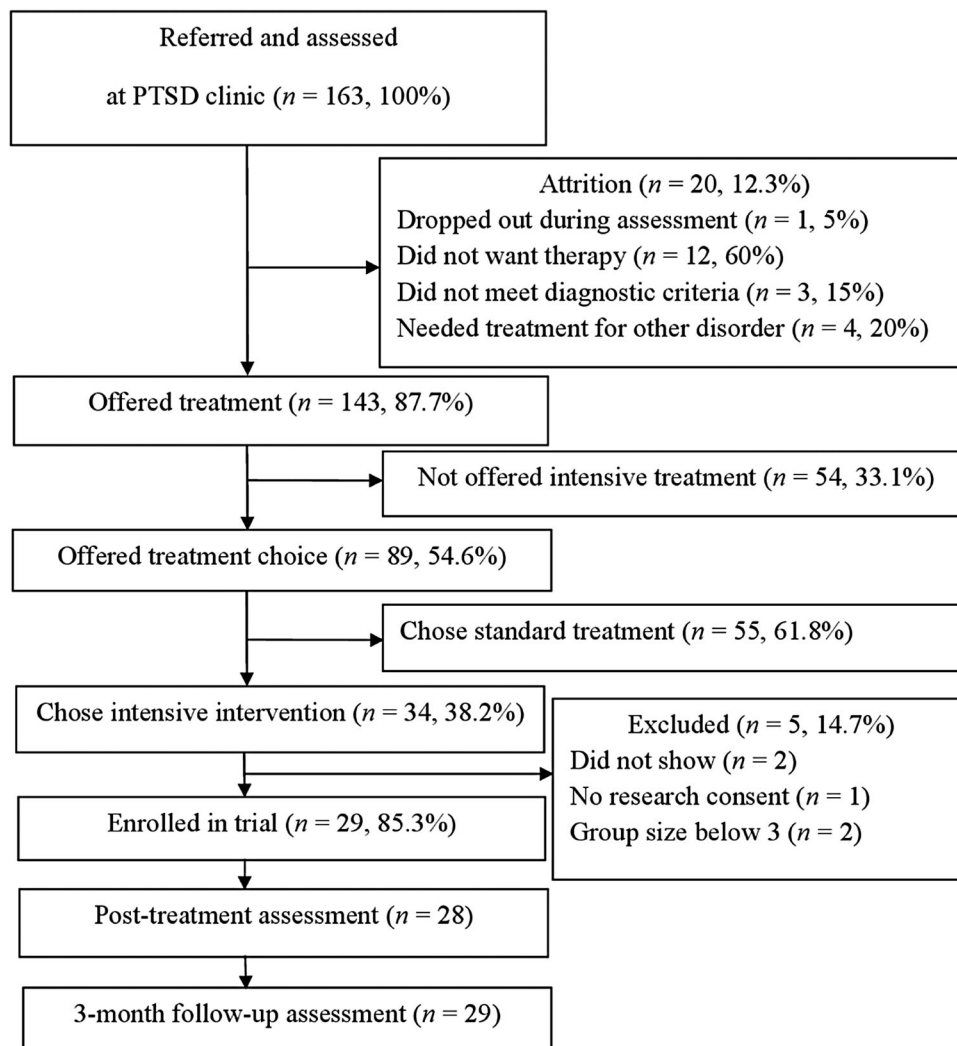 Referred and assessed
at PTSD clinic (n = 163, 100%)
Attrition (n = 20, 12.3%)
Dropped out during assessment (n = 1, 5%)
Did not want therapy (n = 12, 60%)
Did not meet diagnostic criteria (n = 3, 15%)
Needed treatment for other disorder (n = 4, 20%)
Offered treatment (n = 143, 87.7%)
Not offered intensive treatment (n = 54, 33.1%)
Offered treatment choice (n = 89, 54.6%)
Chose standard treatment (n = 55, 61.8%)
Chose intensive intervention (n = 34, 38.2%)
Excluded (n = 5, 14.7%)
Did not show (n = 2)
No research consent (n = 1)
Group size below 3 (n = 2)
Enrolled in trial (n = 29, 85.3%)
Post-treatment assessment (n = 28)
3-month follow-up assessment (n = 29)